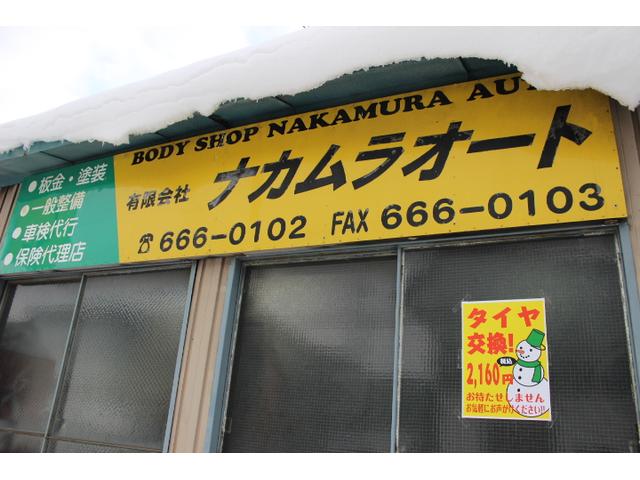 BODY SHOP NAKAMURA AU
有限会社 ナカムラオート
☎666-0102 FAX 666-0103
●板金・塗装
●一般整備
●車検代行
●保険代理店
タイヤ
交換!
税込
2,160円
お待たせしません
お気軽にお声がけください!!